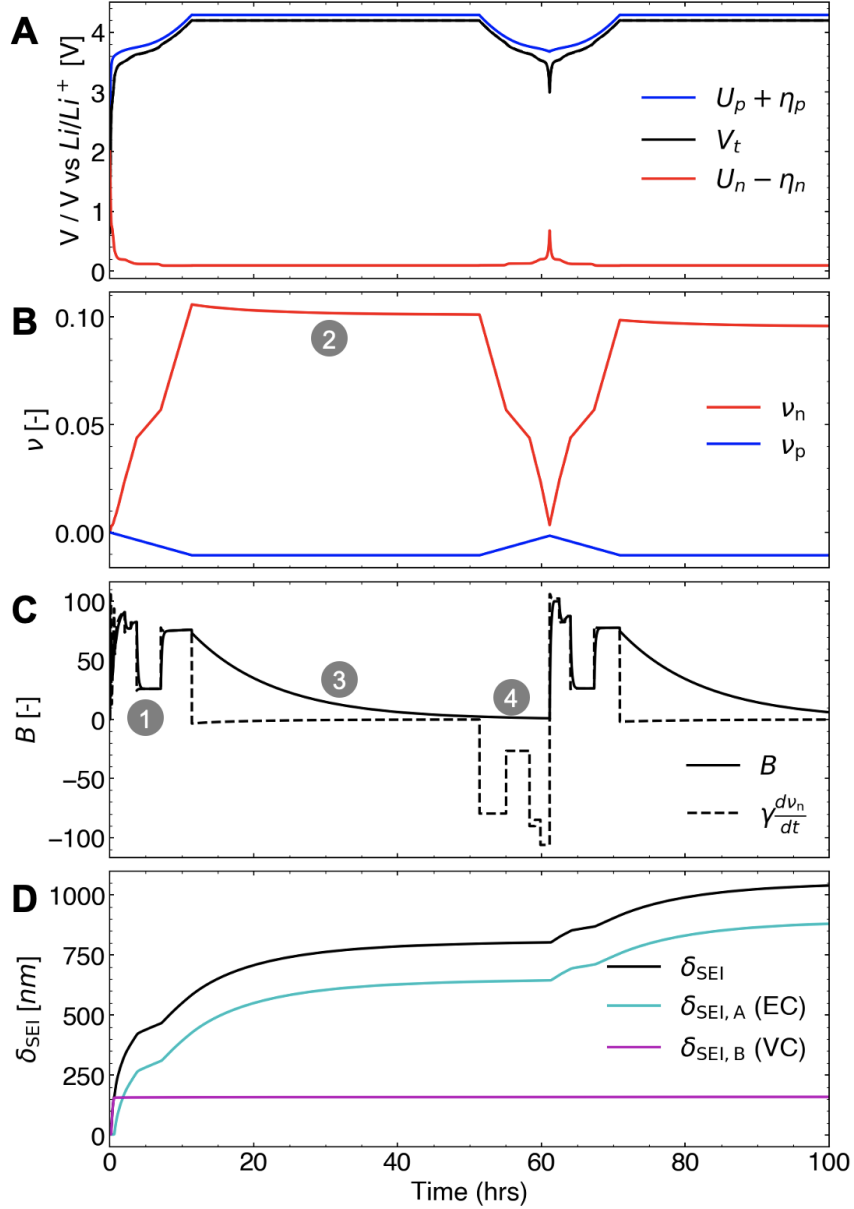 A
V / V vs Li/Li⁺ [V]
4
3
2
1
0
Uₚ + ηₚ
Vₜ
Uₙ − ηₙ
B
ν [-]
0.10
0.05
0.00
2
νₙ
νₚ
C
B [-]
100
50
0
−50
−100
1
3
4
B
γ dνₙ/dt
D
δSEI [nm]
1000
750
500
250
0
δSEI
δSEI, A (EC)
δSEI, B (VC)
0 20 40 60 80 100
Time (hrs)